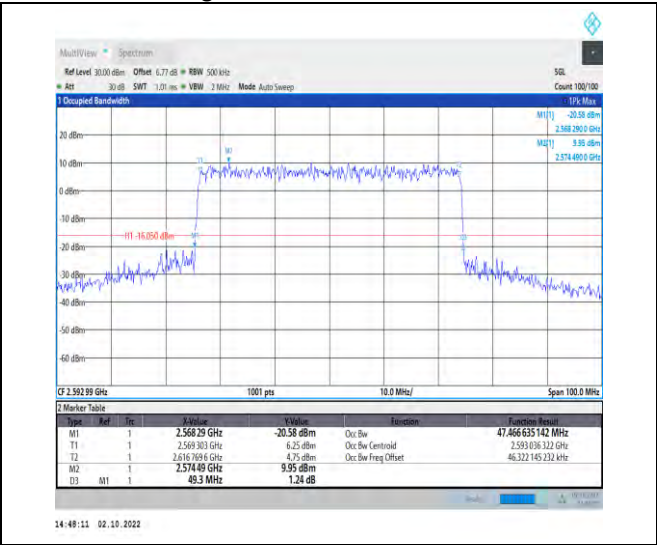 MultiView Spectrum
Ref Level 30.00 dBm Offset 6.77 dB RBW 500 kHz SGL
Att 30 dB SWT 1.01 ms VBW 2 MHz Mode Auto Sweep Count 100/100
1 Occupied Bandwidth 1Pk Max
M1[1] -20.58 dBm
2.568 290 0 GHz
M2[1] 9.95 dBm
2.574 490 0 GHz
20 dBm
10 dBm
0 dBm
-10 dBm
H1 -16.050 dBm
-20 dBm
-30 dBm
-40 dBm
-50 dBm
-60 dBm
CF 2.592 99 GHz 1001 pts 10.0 MHz/ Span 100.0 MHz
2 Marker Table
Type Ref Trc X-Value Y-Value Function Function Result
M1 1 2.568 29 GHz -20.58 dBm Occ Bw 47.466 635 142 MHz
T1 1 2.569 303 GHz 6.25 dBm Occ Bw Centroid 2.593 036 322 GHz
T2 1 2.616 769 6 GHz 4.75 dBm Occ Bw Freq Offset 46.322 145 232 kHz
M2 1 2.574 49 GHz 9.95 dBm
D3 M1 1 49.3 MHz 1.24 dB
14:48:11 02.10.2022